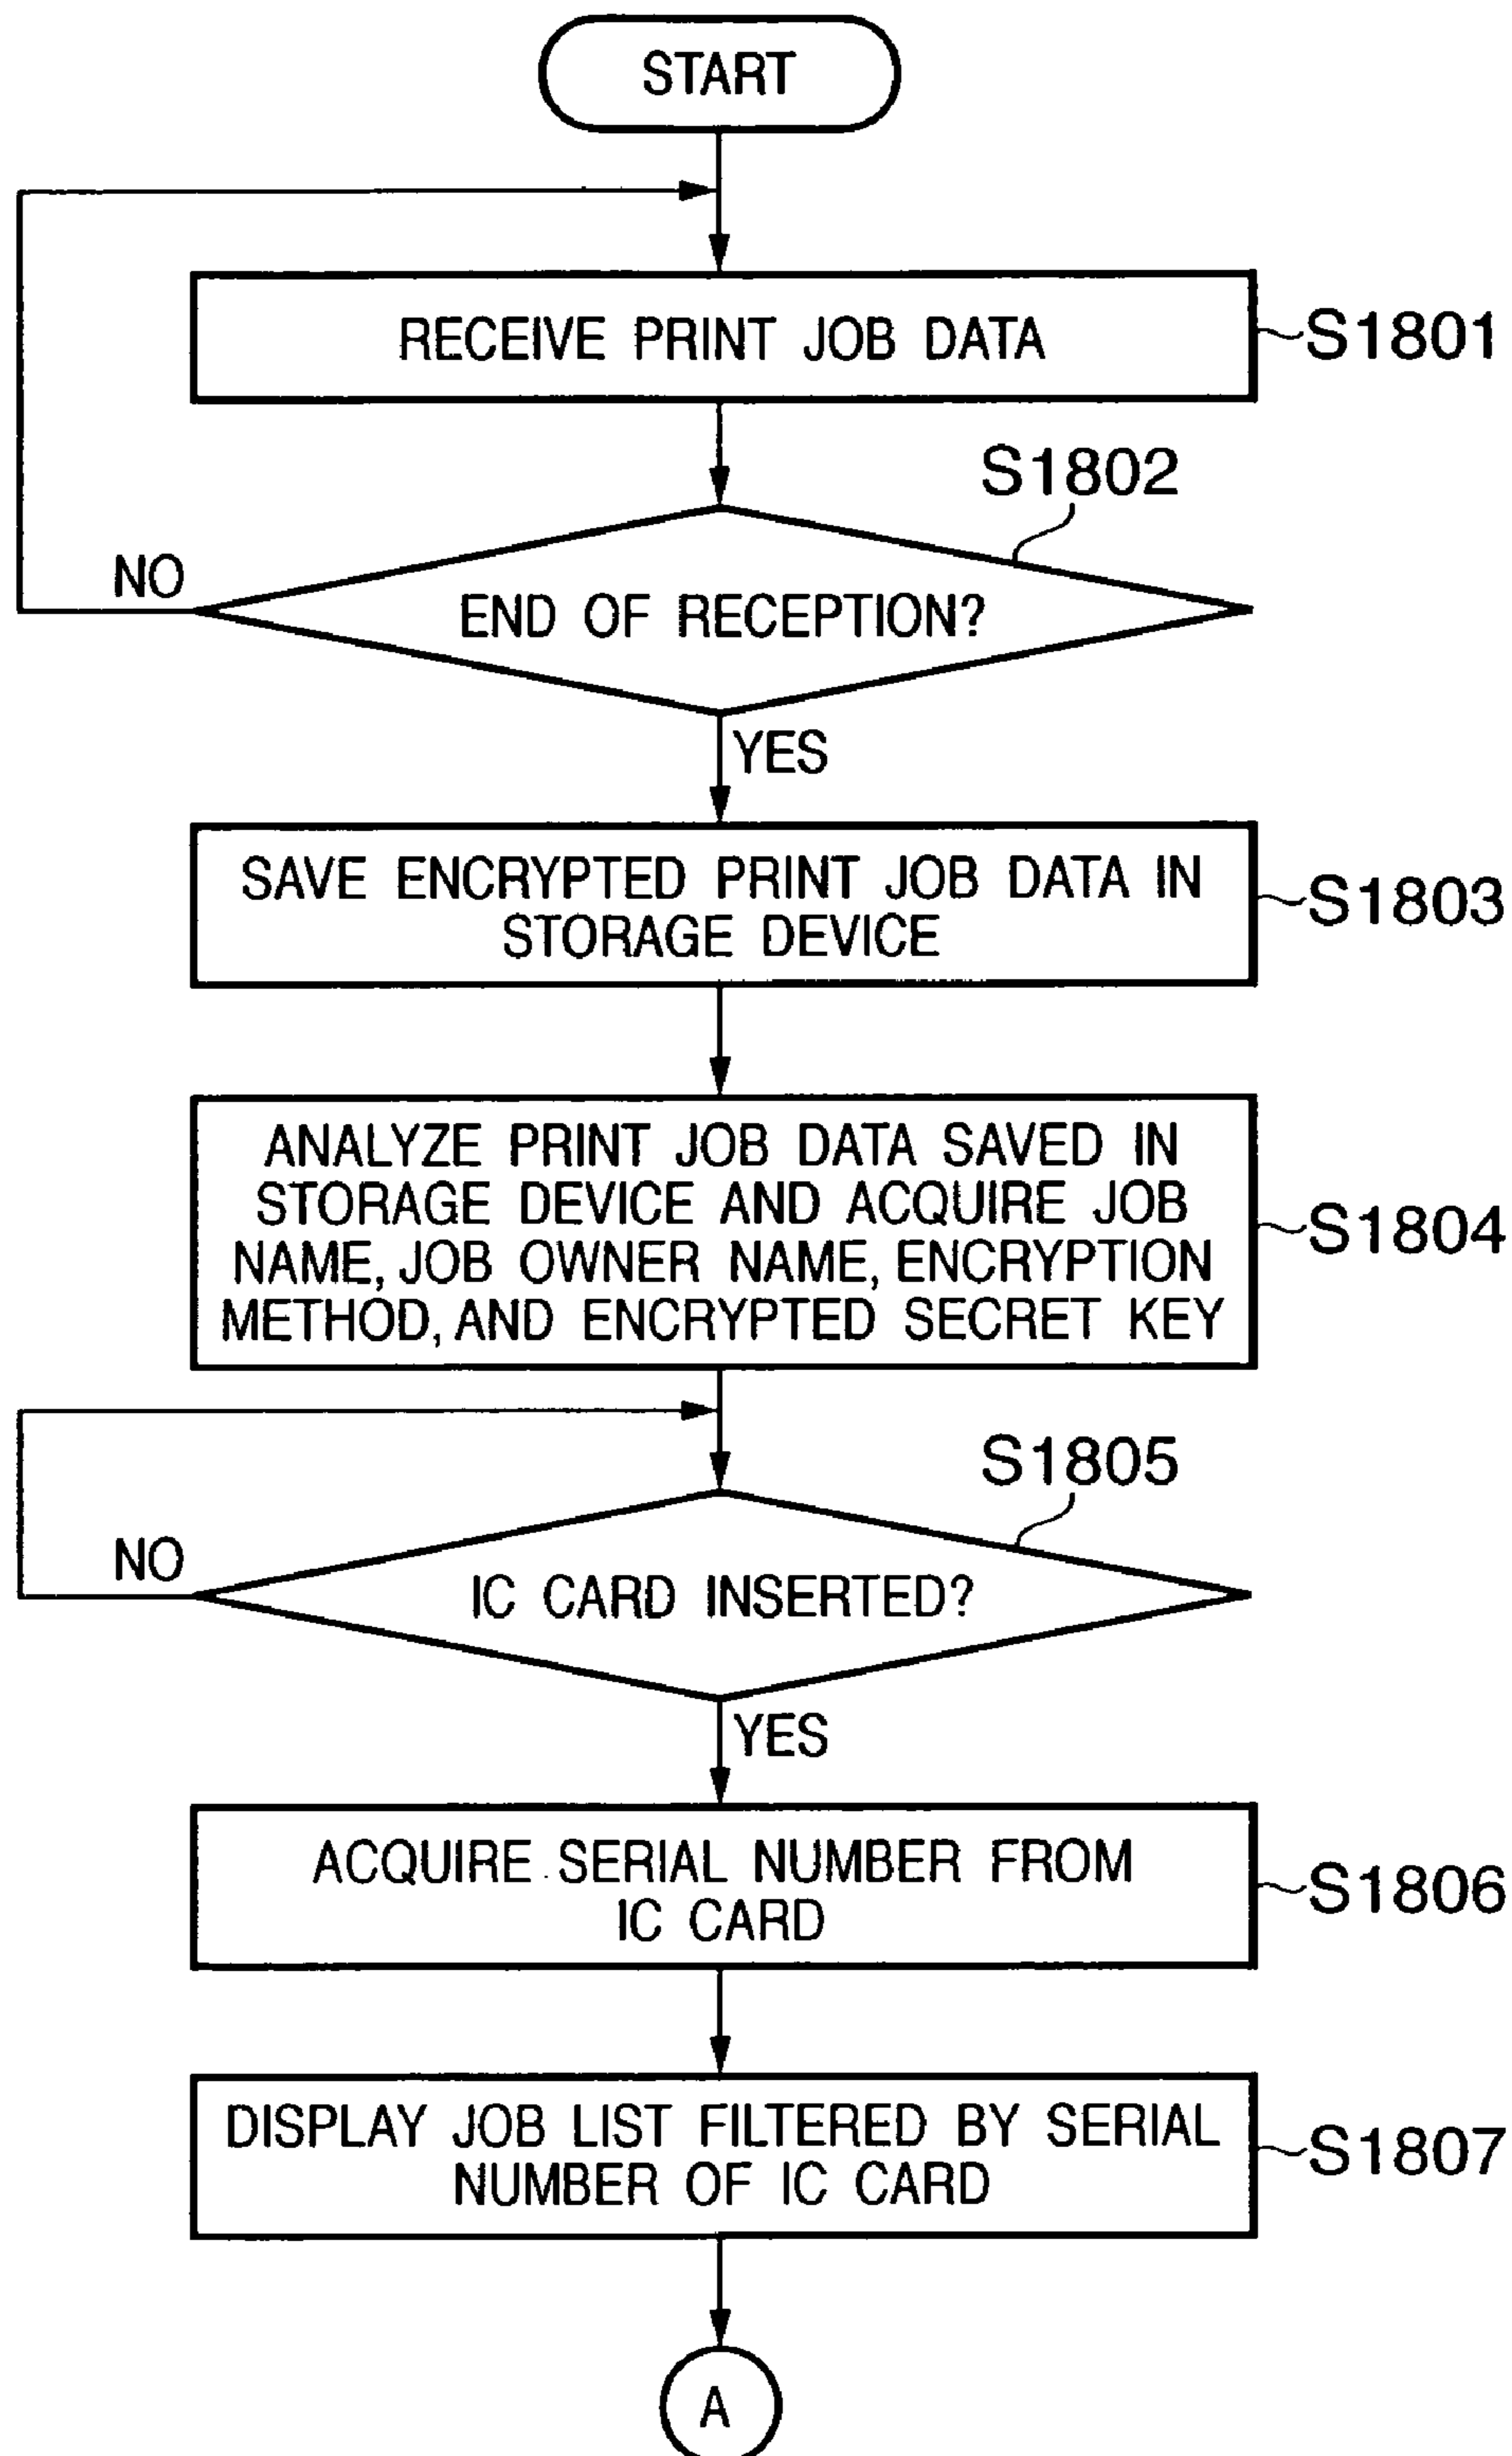 START
RECEIVE PRINT JOB DATA
S1801
S1802
NO
END OF RECEPTION?
YES
SAVE ENCRYPTED PRINT JOB DATA IN
STORAGE DEVICE
S1803
ANALYZE PRINT JOB DATA SAVED IN
STORAGE DEVICE AND ACQUIRE JOB
NAME, JOB OWNER NAME, ENCRYPTION
METHOD, AND ENCRYPTED SECRET KEY
S1804
S1805
NO
IC CARD INSERTED?
YES
ACQUIRE SERIAL NUMBER FROM
IC CARD
S1806
DISPLAY JOB LIST FILTERED BY SERIAL
NUMBER OF IC CARD
S1807
A